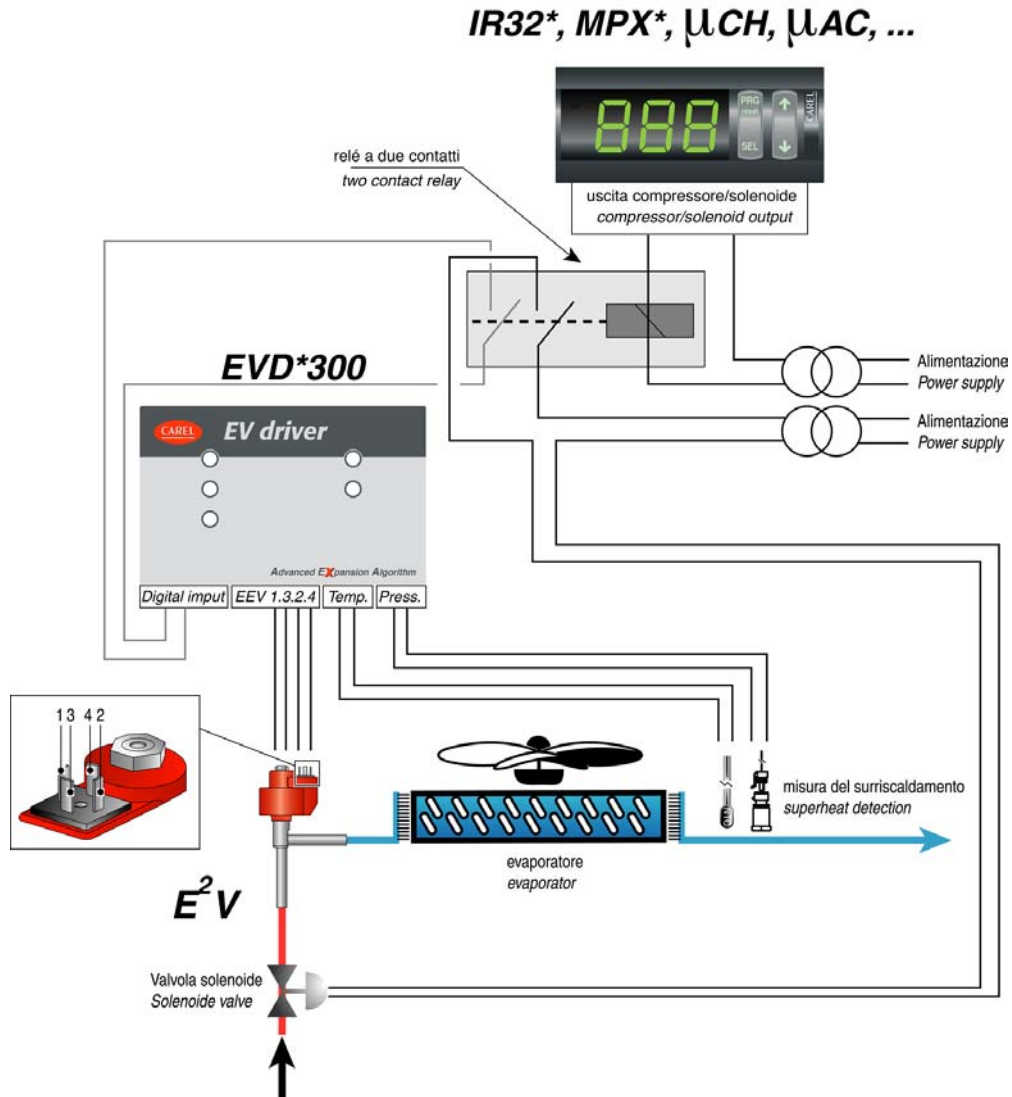 IR32*, MPX*, µCH, µAC, ...
888
PRG
SEL
CAREL
relé a due contatti
two contact relay
uscita compressore/solenoide
compressor/solenoid output
EVD*300
Alimentazione
Power supply
Alimentazione
Power supply
CAREL
EV driver
Advanced EXpansion Algorithm
Digital imput
EEV 1.3.2.4
Temp.
Press.
1 3 4 2
misura del surriscaldamento
superheat detection
evaporatore
evaporator
E²V
Valvola solenoide
Solenoide valve